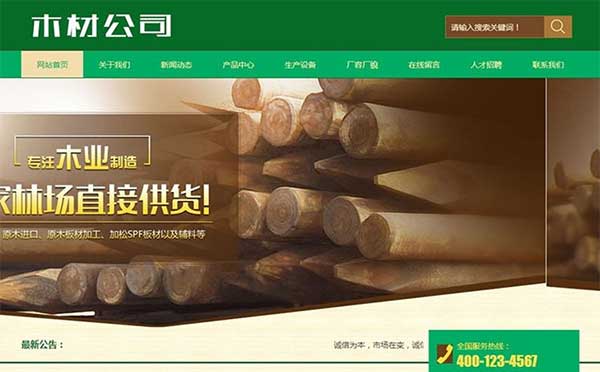 木材公司
请输入搜索关键词！
网站首页 关于我们 新闻动态 产品中心 生产设备 厂容厂貌 在线留言 人才招聘 联系我们
专注木业制造
家林场直接供货!
原木进口、原木板材加工、加松SPF板材以及辅料等
最新公告：
诚信为本，市场在变，诚信
全国服务热线：
400-123-4567